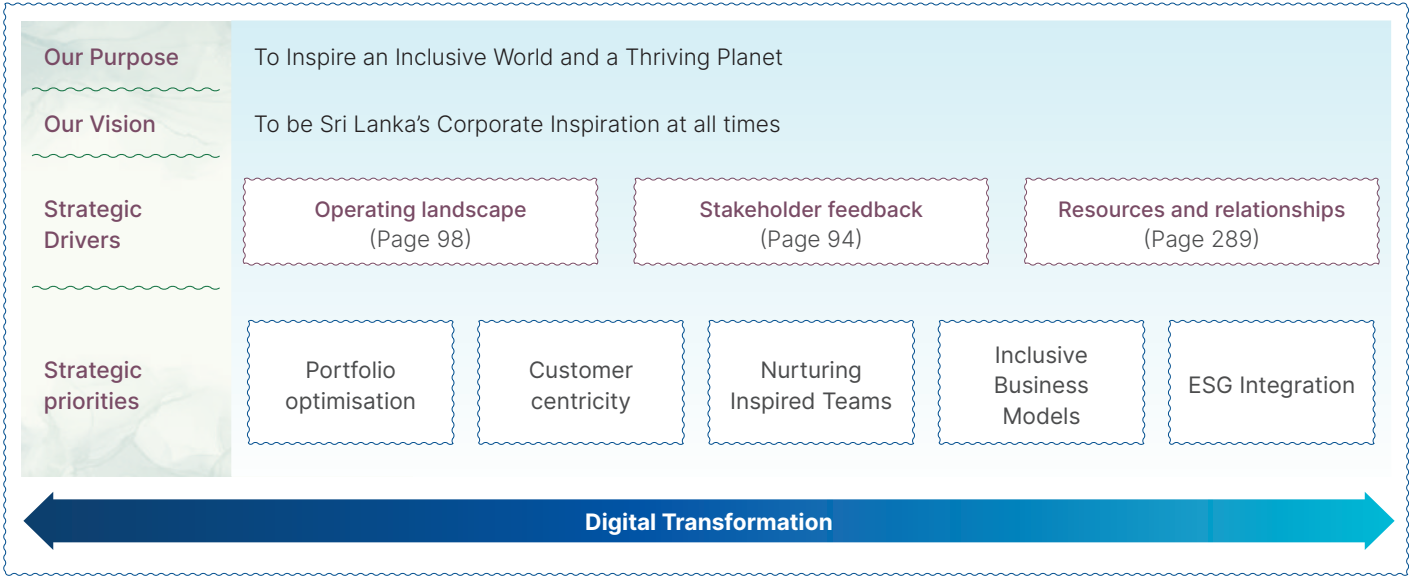 Our Purpose
To Inspire an Inclusive World and a Thriving Planet
Our Vision
To be Sri Lanka’s Corporate Inspiration at all times
Strategic
Drivers
Operating landscape
(Page 98)
Stakeholder feedback
(Page 94)
Resources and relationships
(Page 289)
Strategic
priorities
Portfolio
optimisation
Customer
centricity
Nurturing
Inspired Teams
Inclusive
Business
Models
ESG Integration
Digital Transformation